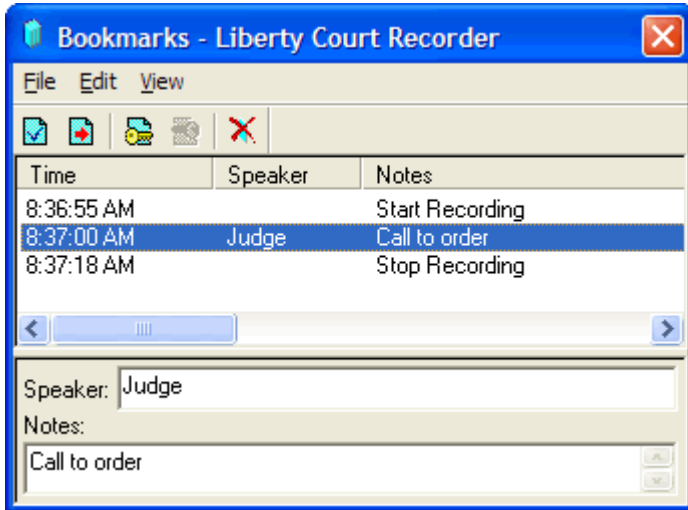 Bookmarks - Liberty Court Recorder
File Edit View
Time Speaker Notes
8:36:55 AM Start Recording
8:37:00 AM Judge Call to order
8:37:18 AM Stop Recording
Speaker: Judge
Notes:
Call to order